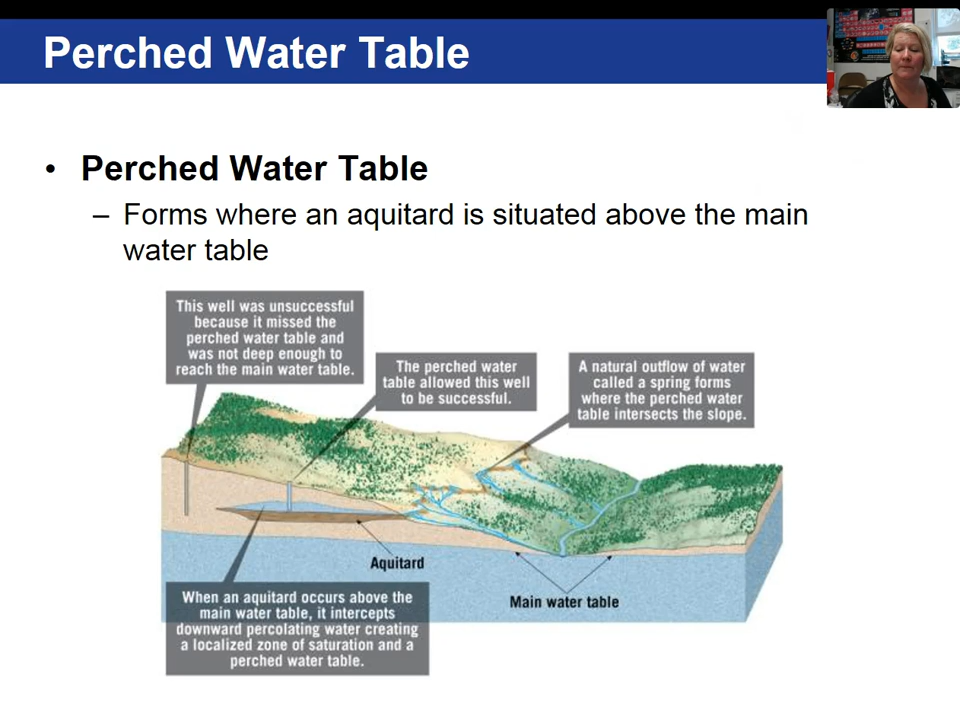 Perched Water Table
• Perched Water Table
– Forms where an aquitard is situated above the main
water table
This well was unsuccessful
because it missed the
perched water table and
was not deep enough to
reach the main water table.
The perched water
table allowed this well
to be successful.
A natural outflow of water
called a spring forms
where the perched water
table intersects the slope.
Aquitard
Main water table
When an aquitard occurs above the
main water table, it intercepts
downward percolating water creating
a localized zone of saturation and a
perched water table.